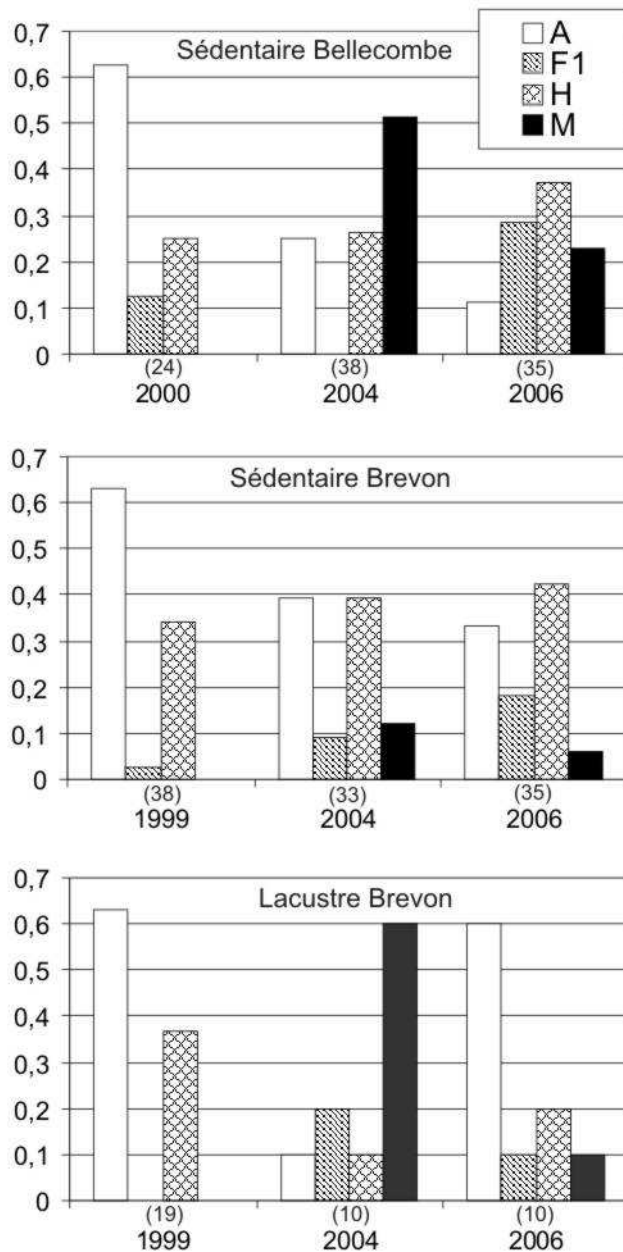 Sédentaire Bellecombe
A
F1
H
M
0,7
0,6
0,5
0,4
0,3
0,2
0,1
0
(24) (38) (35)
2000 2004 2006
Sédentaire Brevon
0,7
0,6
0,5
0,4
0,3
0,2
0,1
0
(38) (33) (35)
1999 2004 2006
Lacustre Brevon
0,7
0,6
0,5
0,4
0,3
0,2
0,1
0
(19) (10) (10)
1999 2004 2006